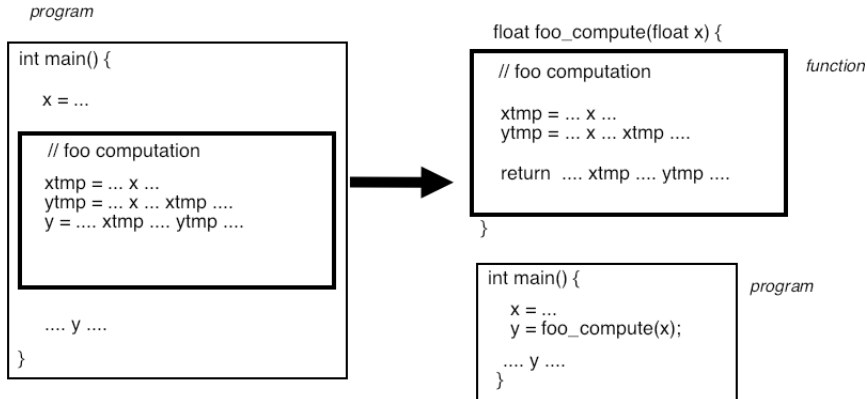 program
int main() {
x = ...
// foo computation
xtmp = ... x ...
ytmp = ... x ... xtmp ....
y = .... xtmp .... ytmp ....
.... y ....
}
float foo_compute(float x) {
function
// foo computation
xtmp = ... x ...
ytmp = ... x ... xtmp ....
return .... xtmp .... ytmp ....
}
int main() {
program
x = ...
y = foo_compute(x);
.... y ....
}